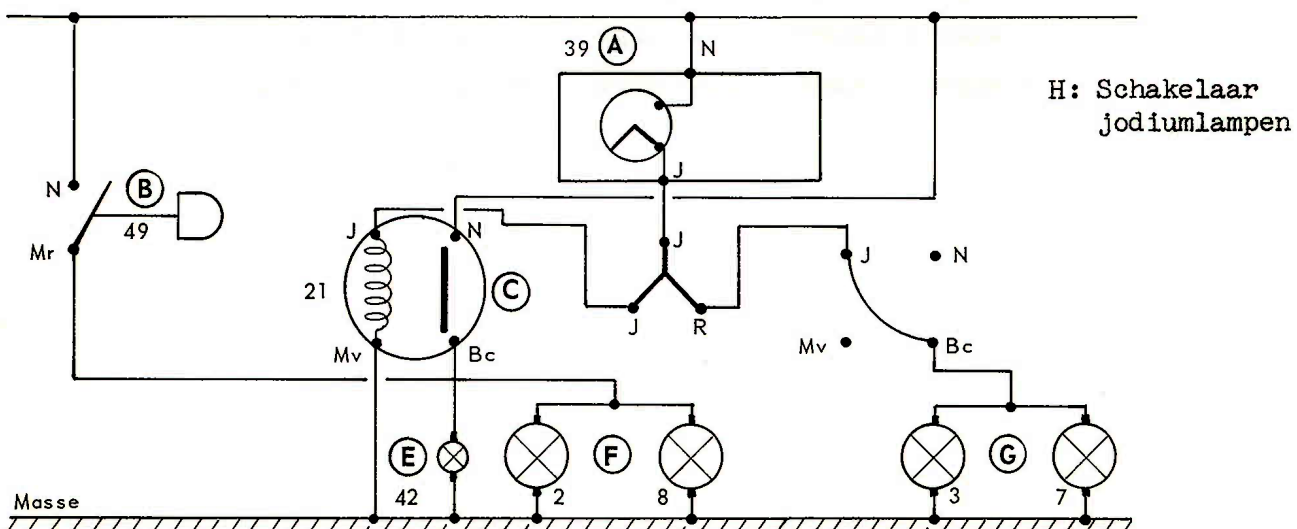 39 A N
H: Schakelaar
jodiumlampen
N B
49
Mr
J
J N J J N
21 C
J R
Mv Bc Mv Bc
E F G
42 2 8 3 7
Masse